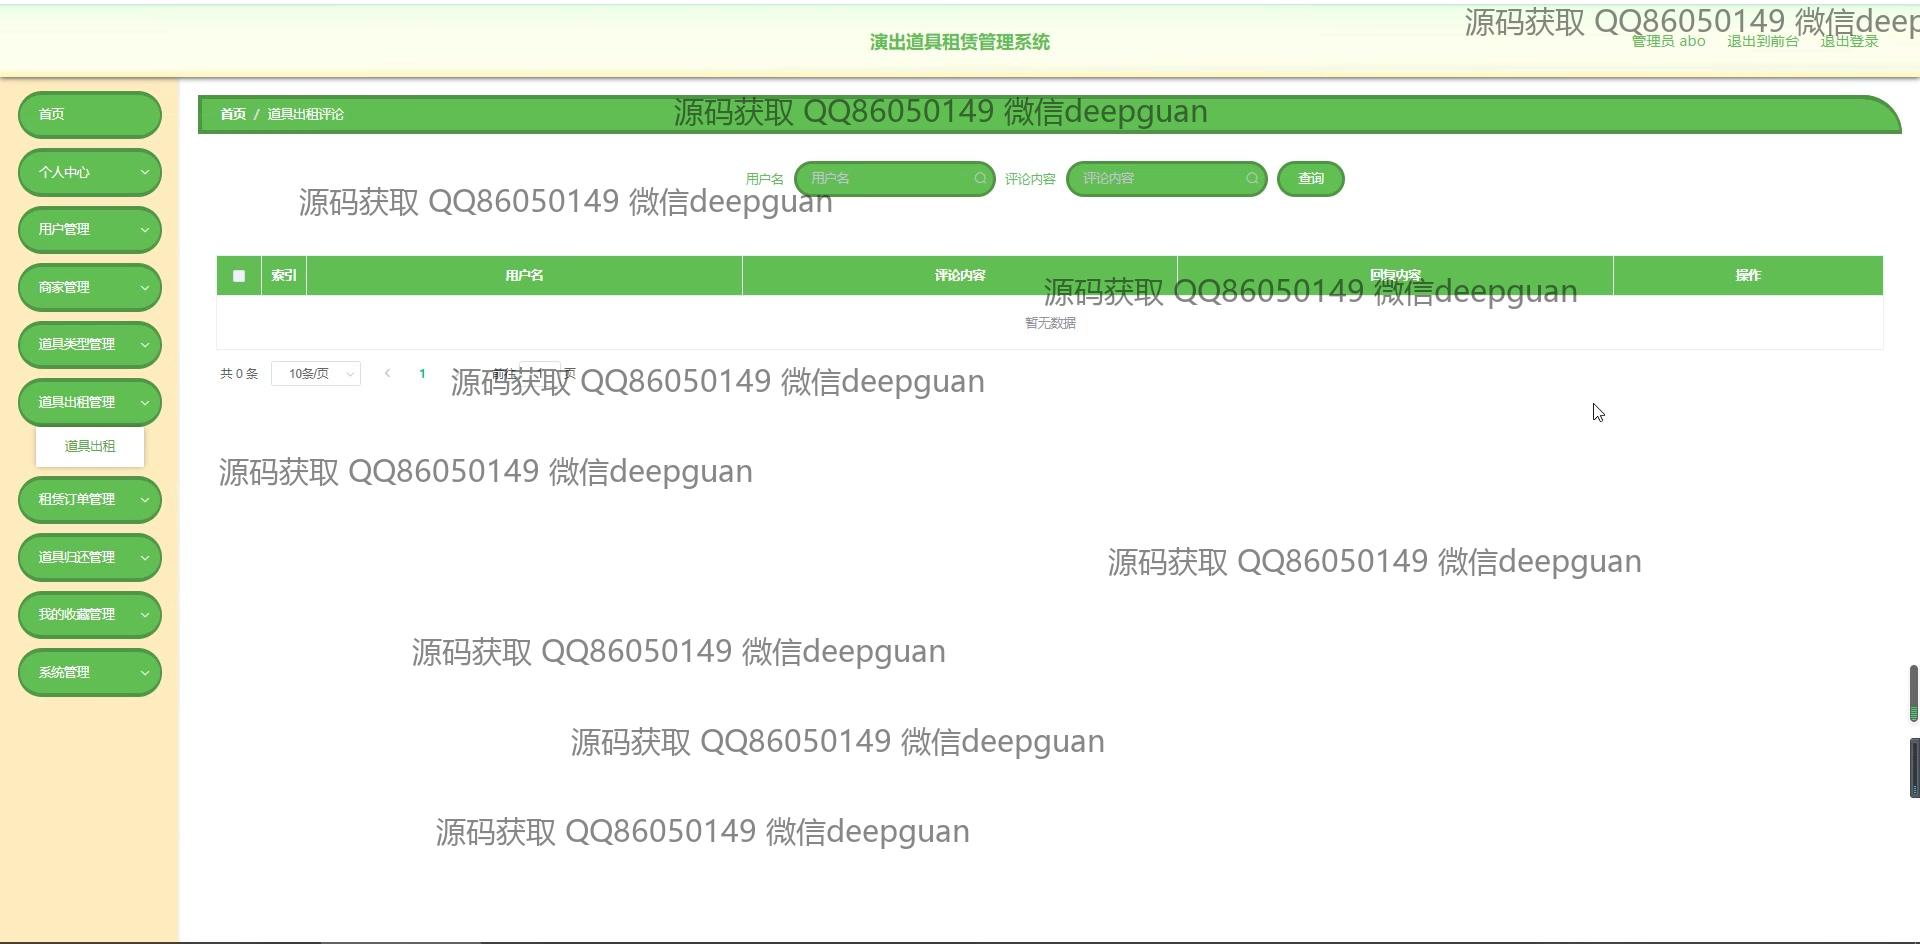 源码获取 QQ86050149 微信deep
演出道具租赁管理系统
管理员 abo 退出到前台 退出登录
首页
个人中心
用户管理
商家管理
道具类型管理
道具出租管理
道具出租
租赁订单管理
道具归还管理
我的收藏管理
系统管理
首页 / 道具出租评论
源码获取 QQ86050149 微信deepguan
用户名 用户名 评论内容 评论内容 查询
源码获取 QQ86050149 微信deepguan
索引 用户名 评论内容 回复内容 操作
源码获取 QQ86050149 微信deepguan
暂无数据
共 0 条 10条/页 1 前往 1 页
源码获取 QQ86050149 微信deepguan
源码获取 QQ86050149 微信deepguan
源码获取 QQ86050149 微信deepguan
源码获取 QQ86050149 微信deepguan
源码获取 QQ86050149 微信deepguan
源码获取 QQ86050149 微信deepguan